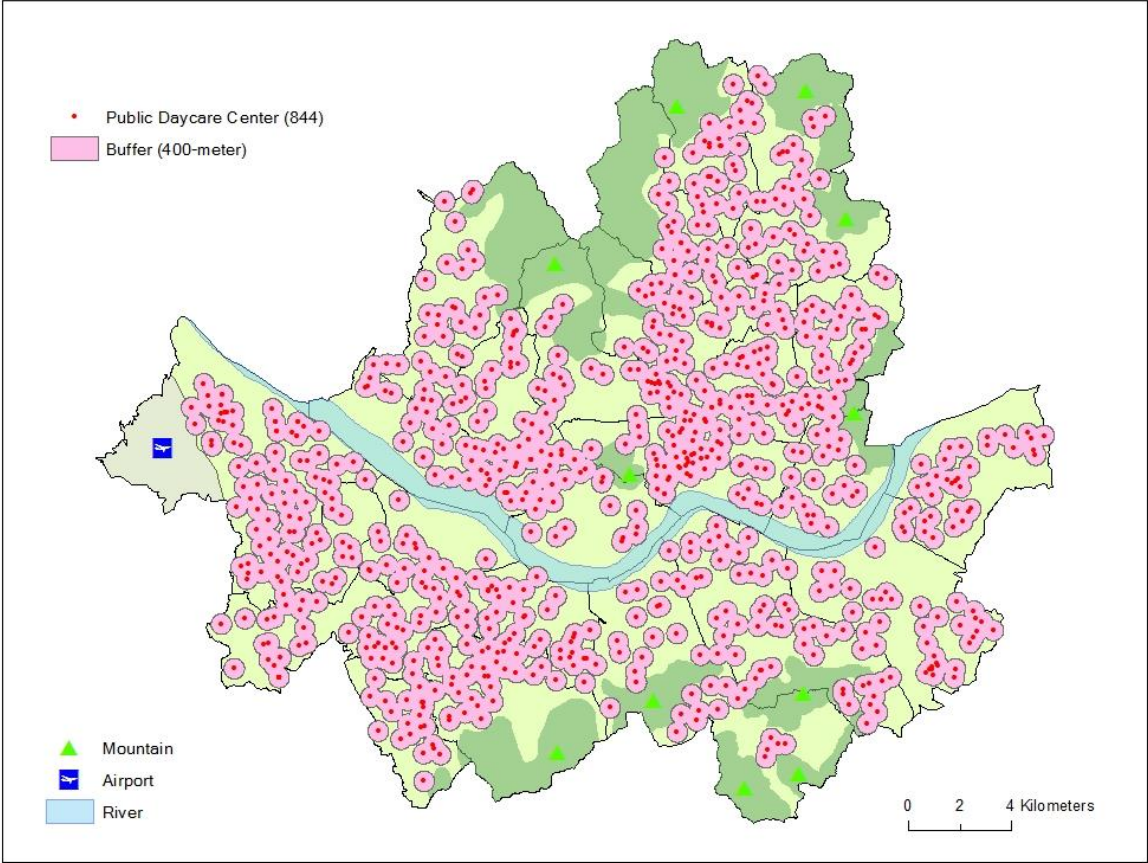 Public Daycare Center (844)
Buffer (400-meter)
Mountain
Airport
River
0 2 4 Kilometers